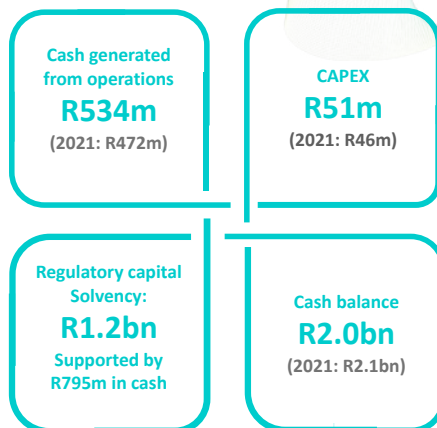 Cash generated
from operations
R534m
(2021: R472m)
CAPEX
R51m
(2021: R46m)
Regulatory capital
Solvency:
R1.2bn
Supported by
R795m in cash
Cash balance
R2.0bn
(2021: R2.1bn)